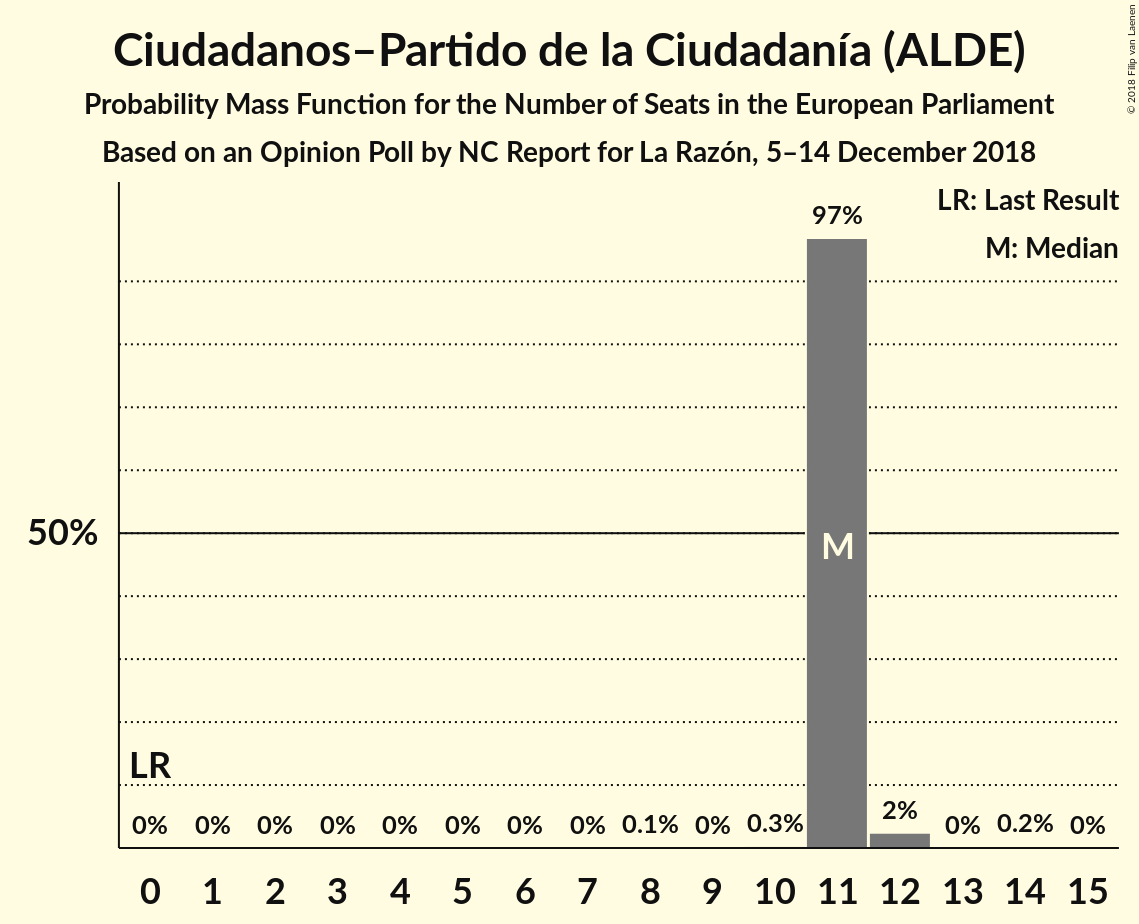 Ciudadanos–Partido de la Ciudadanía (ALDE)
Probability Mass Function for the Number of Seats in the European Parliament
Based on an Opinion Poll by NC Report for La Razón, 5–14 December 2018
© 2018 Filip van Laenen
LR: Last Result
M: Median
97%
50%
M
LR
0% 0% 0% 0% 0% 0% 0% 0% 0.1% 0% 0.3% 2% 0% 0.2% 0%
0 1 2 3 4 5 6 7 8 9 10 11 12 13 14 15